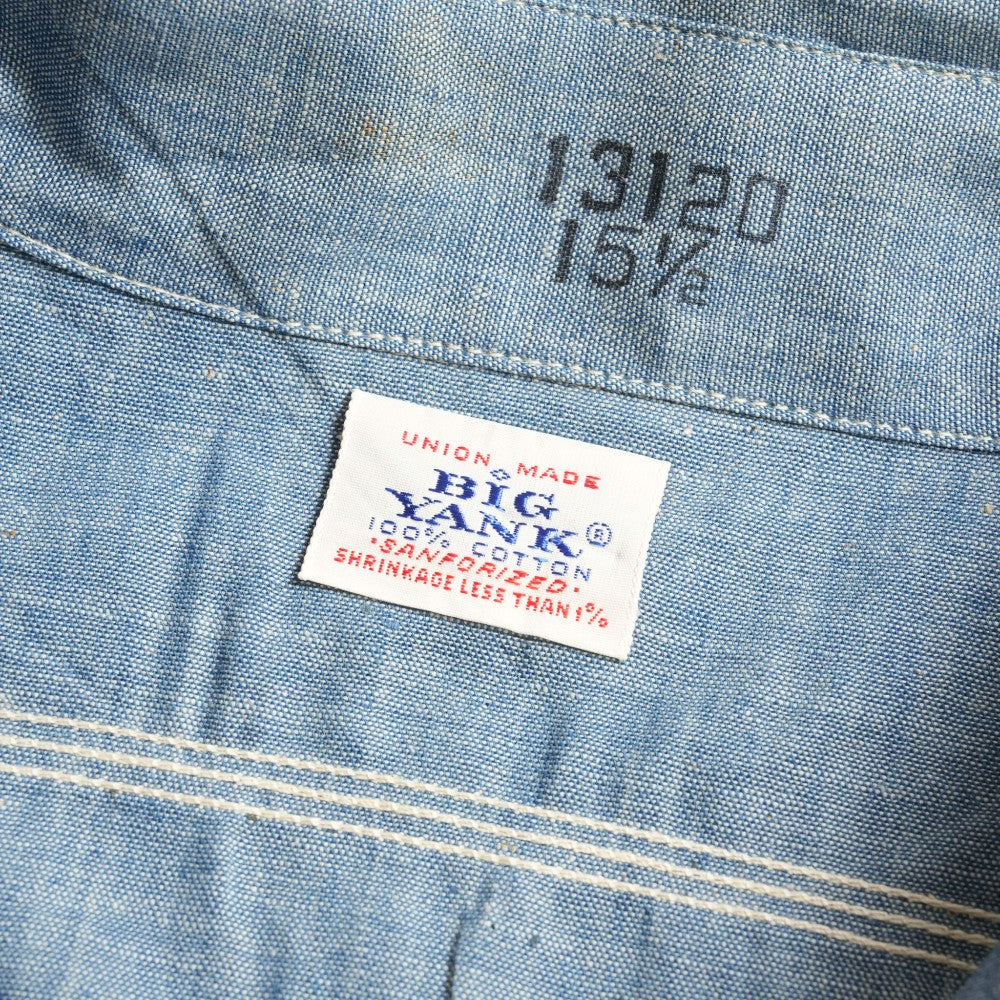 13120
15½
UNION MADE
BIG
YANK®
100% COTTON
·SANFORIZED·
SHRINKAGE LESS THAN 1%